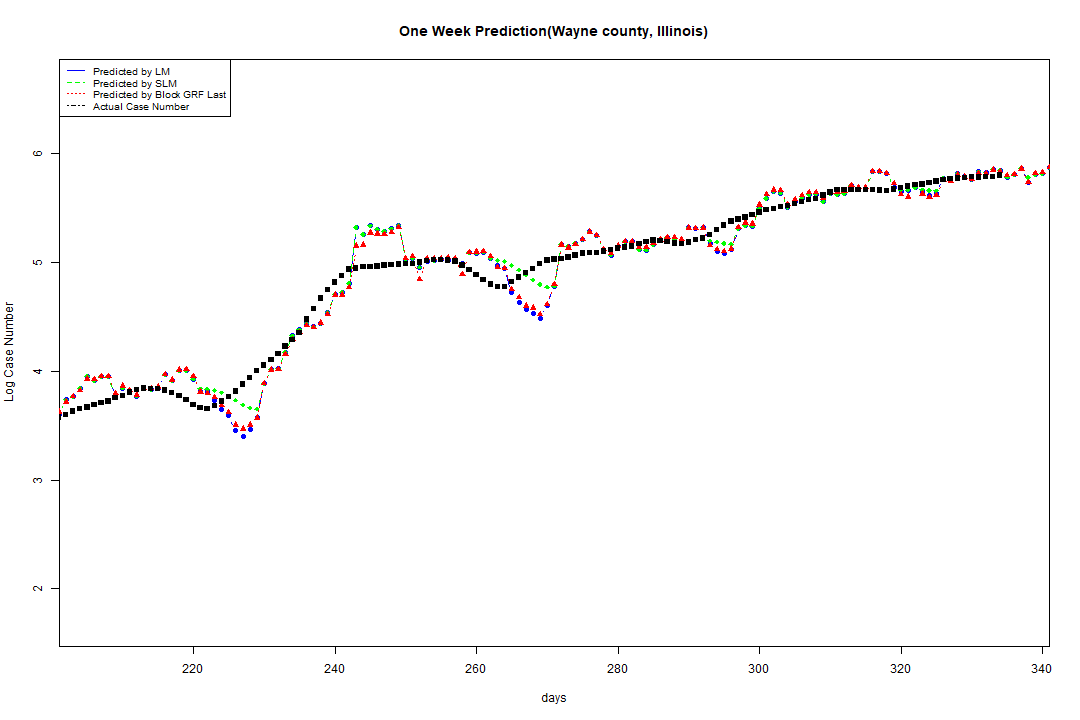 One Week Prediction(Wayne county, Illinois)
Predicted by LM
Predicted by SLM
Predicted by Block GRF Last
Actual Case Number
6
5
4
3
2
Log Case Number
220 240 260 280 300 320 340
days